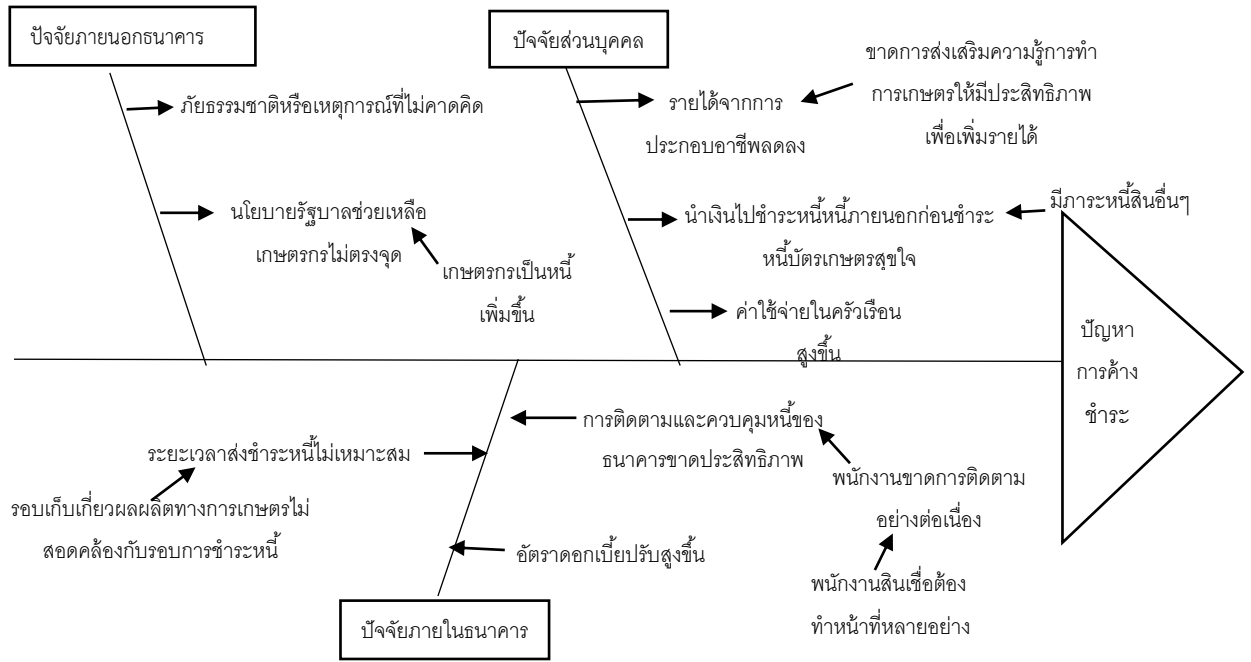 ปัจจัยภายนอกธนาคาร
ปัจจัยส่วนบุคคล
ภัยธรรมชาติหรือเหตุการณ์ที่ไม่คาดคิด
นโยบายรัฐบาลช่วยเหลือ
เกษตรกรไม่ตรงจุด
เกษตรกรเป็นหนี้
เพิ่มขึ้น
รายได้จากการ
ประกอบอาชีพลดลง
ขาดการส่งเสริมความรู้การทำ
การเกษตรให้มีประสิทธิภาพ
เพื่อเพิ่มรายได้
นำเงินไปชำระหนี้หนี้ภายนอกก่อนชำระ
หนี้บัตรเกษตรสุขใจ
มีภาระหนี้สินอื่นๆ
ค่าใช้จ่ายในครัวเรือน
สูงขึ้น
ปัญหา
การค้าง
ชำระ
ระยะเวลาส่งชำระหนี้ไม่เหมาะสม
รอบเก็บเกี่ยวผลผลิตทางการเกษตรไม่
สอดคล้องกับรอบการชำระหนี้
การติดตามและควบคุมหนี้ของ
ธนาคารขาดประสิทธิภาพ
พนักงานขาดการติดตาม
อย่างต่อเนื่อง
พนักงานสินเชื่อต้อง
ทำหน้าที่หลายอย่าง
อัตราดอกเบี้ยปรับสูงขึ้น
ปัจจัยภายในธนาคาร